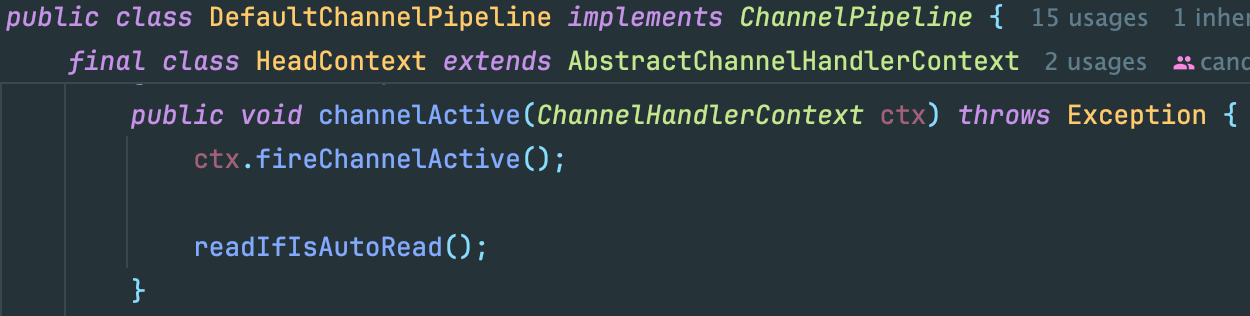 public class DefaultChannelPipeline implements ChannelPipeline { 15 usages 1 inher
final class HeadContext extends AbstractChannelHandlerContext 2 usages cand
public void channelActive(ChannelHandlerContext ctx) throws Exception {
ctx.fireChannelActive();
readIfIsAutoRead();
}